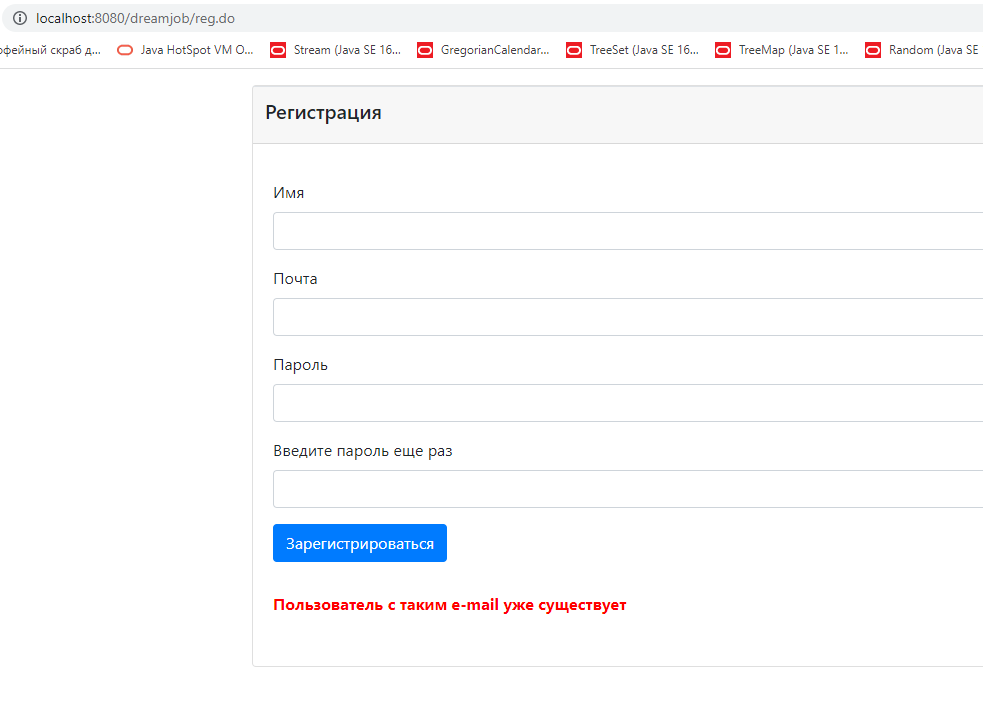 localhost:8080/dreamjob/reg.do
офейный скраб д... Java HotSpot VM O... Stream (Java SE 16... GregorianCalendar... TreeSet (Java SE 16... TreeMap (Java SE 1... Random (Java SE
Регистрация
Имя
Почта
Пароль
Введите пароль еще раз
Зарегистрироваться
Пользователь с таким e-mail уже существует